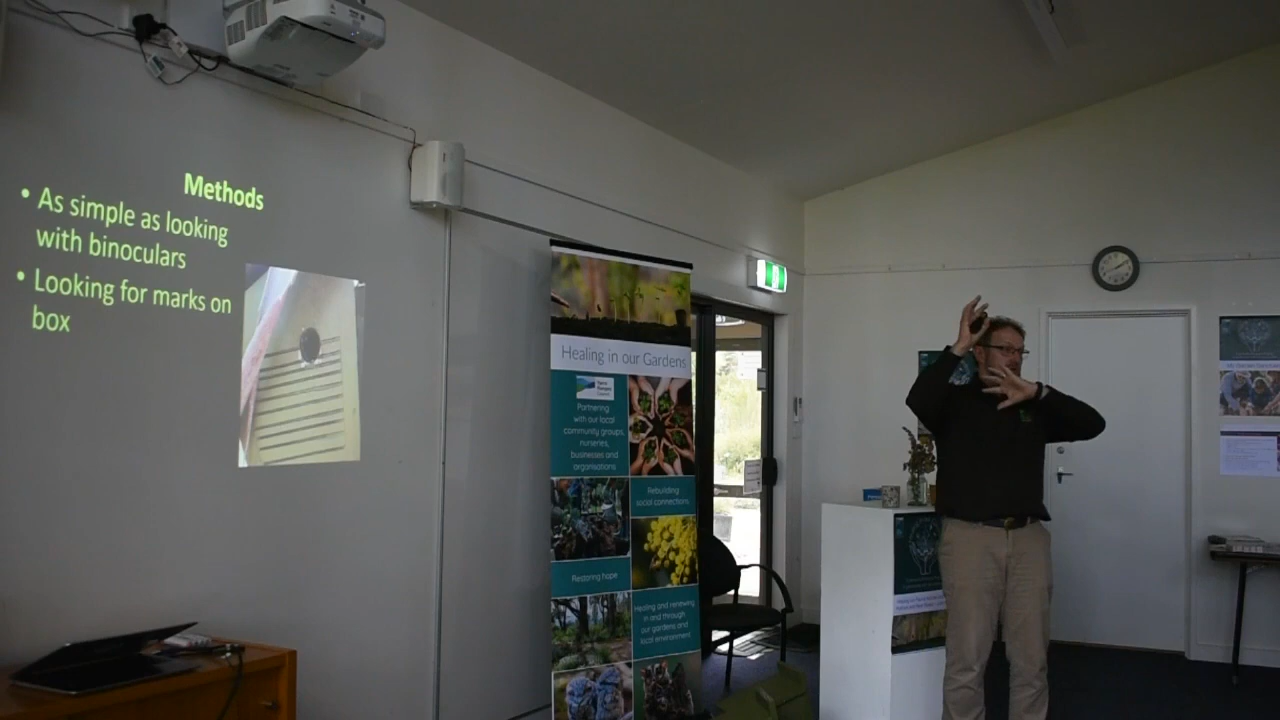 Methods
• As simple as looking
with binoculars
• Looking for marks on
box
Healing in our Gardens
Partnering
with our local
community groups,
nurseries,
businesses and
organisations
Rebuilding
social connections
Restoring hope
Healing and renewing
in and through
our gardens and
local environment